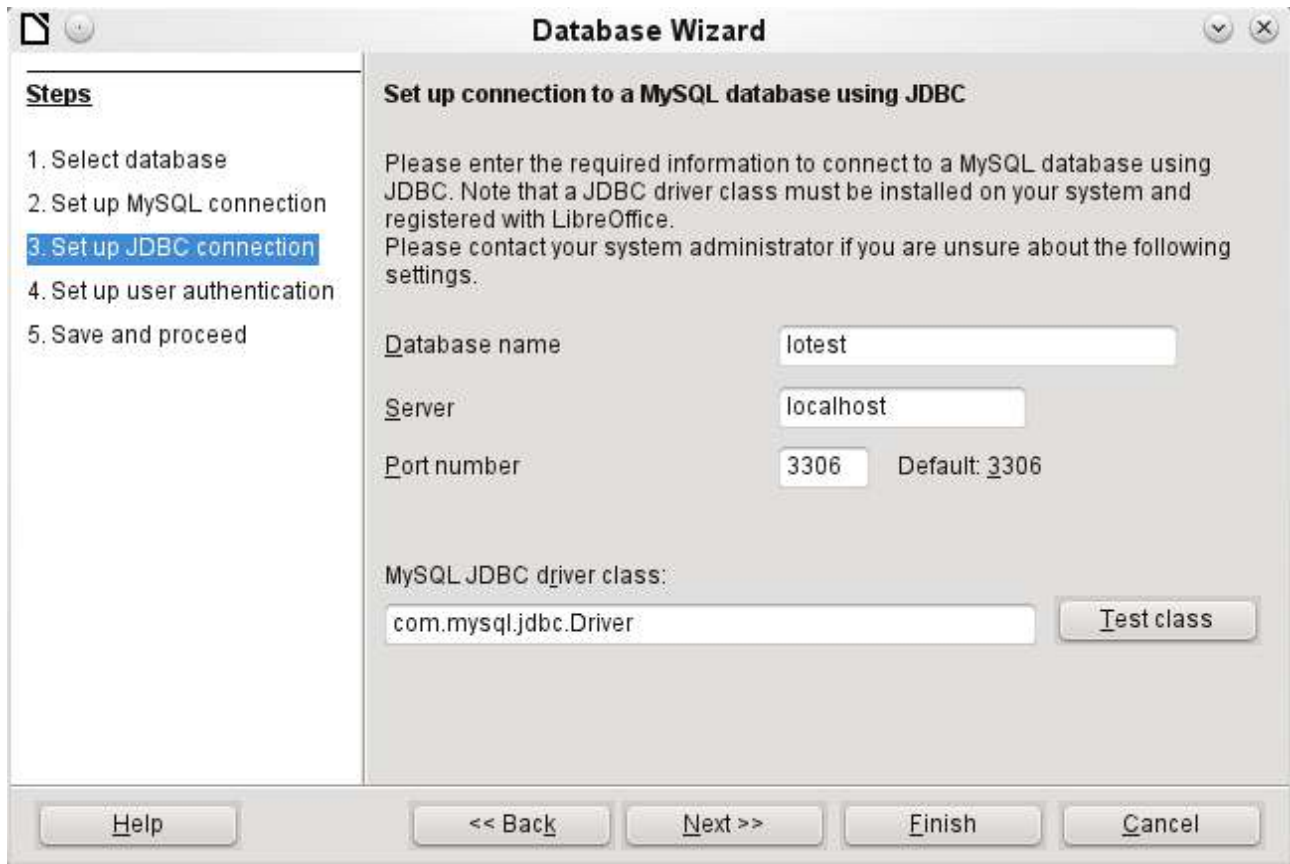 Database Wizard
Steps
1. Select database
2. Set up MySQL connection
3. Set up JDBC connection
4. Set up user authentication
5. Save and proceed
Set up connection to a MySQL database using JDBC
Please enter the required information to connect to a MySQL database using
JDBC. Note that a JDBC driver class must be installed on your system and
registered with LibreOffice.
Please contact your system administrator if you are unsure about the following
settings.
Database name lotest
Server localhost
Port number 3306 Default: 3306
MySQL JDBC driver class:
com.mysql.jdbc.Driver Test class
Help << Back Next >> Finish Cancel